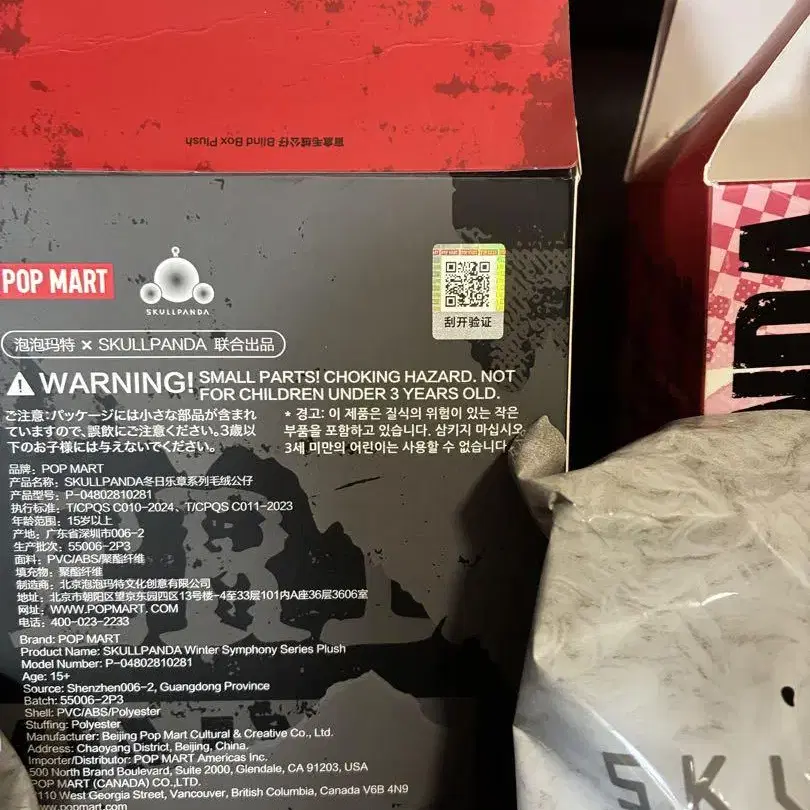 盲盒毛绒公仔 Blind Box Plush
POP MART
SKULLPANDA
刮开验证
泡泡玛特 × SKULLPANDA 联合出品
WARNING! SMALL PARTS! CHOKING HAZARD. NOT
FOR CHILDREN UNDER 3 YEARS OLD.
ご注意:パッケージには小さな部品が含まれ
ていますので、誤飲にご注意ください。3歳以
下のお子様には与えないでください。
* 경고: 이 제품은 질식의 위험이 있는 작은
부품을 포함하고 있습니다. 삼키지 마십시오
3세 미만의 어린이는 사용할 수 없습니다.
品牌: POP MART
产品名称: SKULLPANDA冬日乐章系列毛绒公仔
产品型号: P-04802810281
执行标准: T/CPQS C010-2024、T/CPQS C011-2023
年龄范围: 15岁以上
产地: 广东省深圳市006-2
生产批次: 55006-2P3
面料: PVC/ABS/聚酯纤维
填充物: 聚酯纤维
制造商: 北京泡泡玛特文化创意有限公司
地址: 北京市朝阳区望京东园四区13号楼-4至33层101内A座36层3606室
网址: WWW.POPMART.COM
电话: 400-023-2233
Brand: POP MART
Product Name: SKULLPANDA Winter Symphony Series Plush
Model Number: P-04802810281
Age: 15+
Source: Shenzhen006-2, Guangdong Province
Batch: 55006-2P3
Shell: PVC/ABS/Polyester
Stuffing: Polyester
Manufacturer: Beijing Pop Mart Cultural & Creative Co., Ltd.
Address: Chaoyang District, Beijing, China.
Importer/Distributor: POP MART Americas Inc.
500 North Brand Boulevard, Suite 2000, Glendale, CA 91203, USA
POP MART (CANADA) CO.,LTD.
1110 West Georgia Street, Vancouver, British Columbia, Canada V6B 4N9
www.popmart.com
NDA
SKU